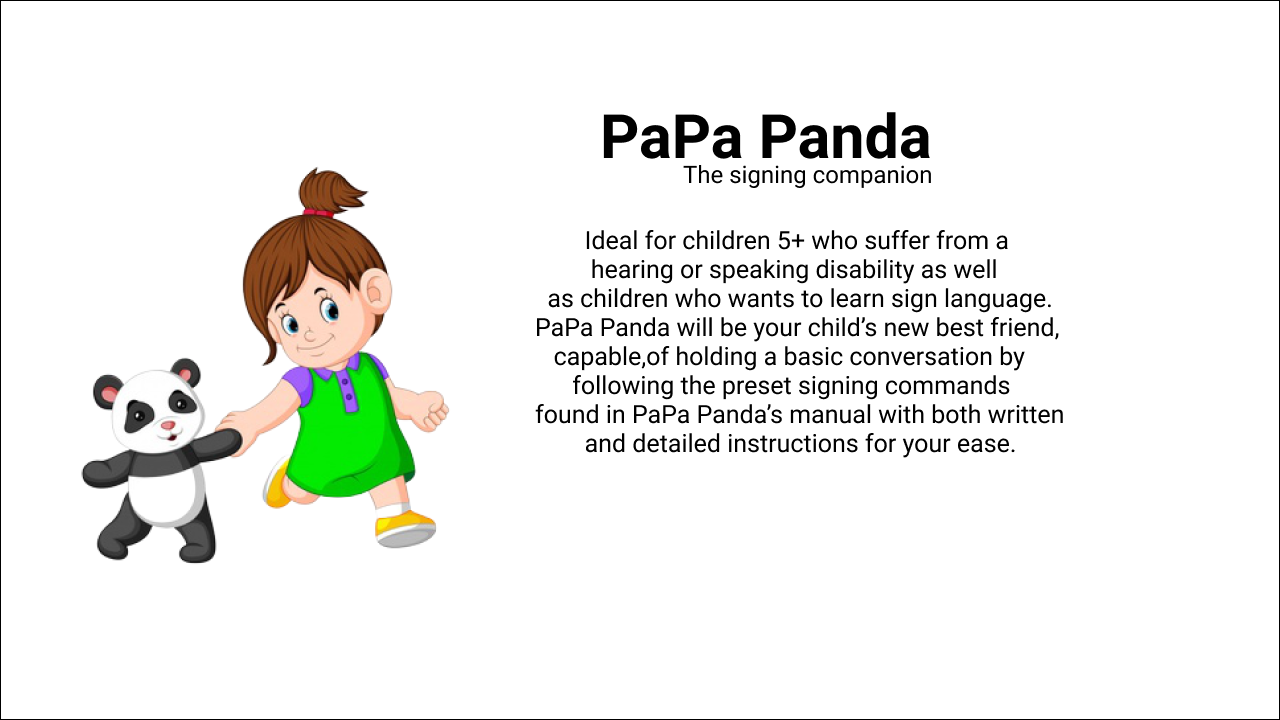 PaPa Panda
The signing companion
Ideal for children 5+ who suffer from a
hearing or speaking disability as well
as children who wants to learn sign language.
PaPa Panda will be your child’s new best friend,
capable,of holding a basic conversation by
following the preset signing commands
found in PaPa Panda’s manual with both written
and detailed instructions for your ease.